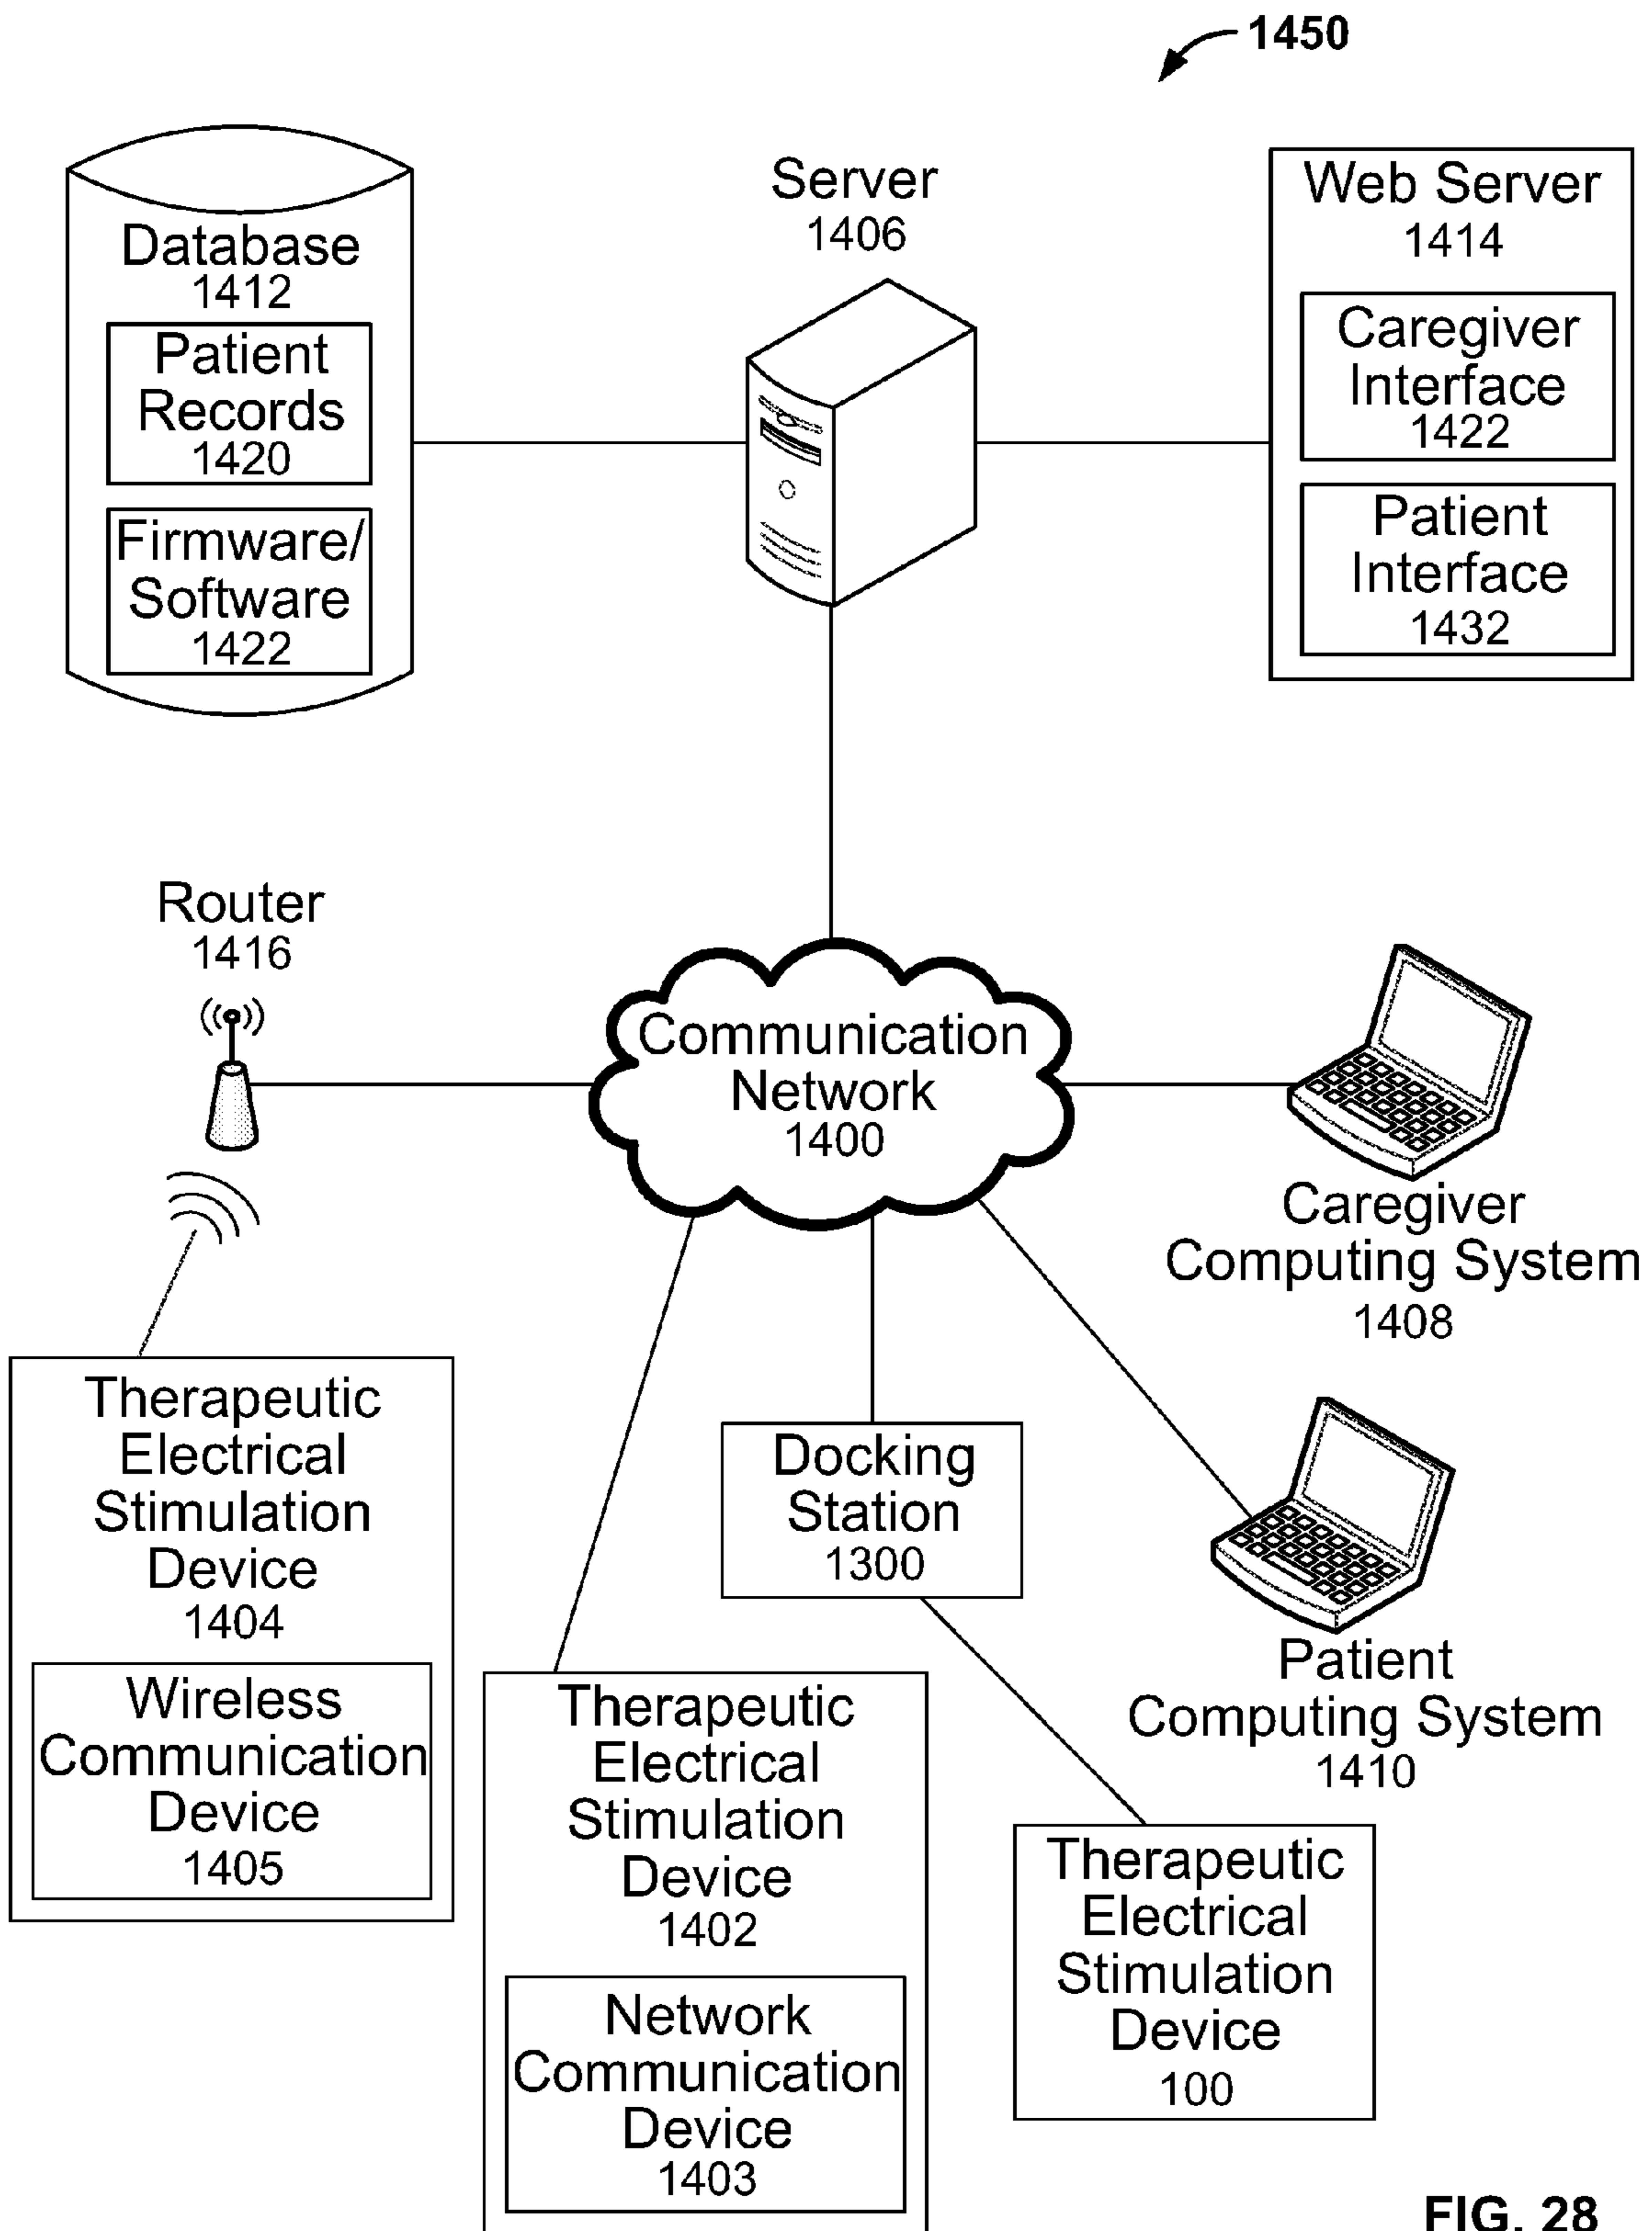 1450
Database
1412
Patient
Records
1420
Firmware/
Software
1422
Server
1406
Web Server
1414
Caregiver
Interface
1422
Patient
Interface
1432
Router
1416
Communication
Network
1400
Caregiver
Computing System
1408
Therapeutic
Electrical
Stimulation
Device
1404
Wireless
Communication
Device
1405
Docking
Station
1300
Patient
Computing System
1410
Therapeutic
Electrical
Stimulation
Device
1402
Network
Communication
Device
1403
Therapeutic
Electrical
Stimulation
Device
100
FIG. 28